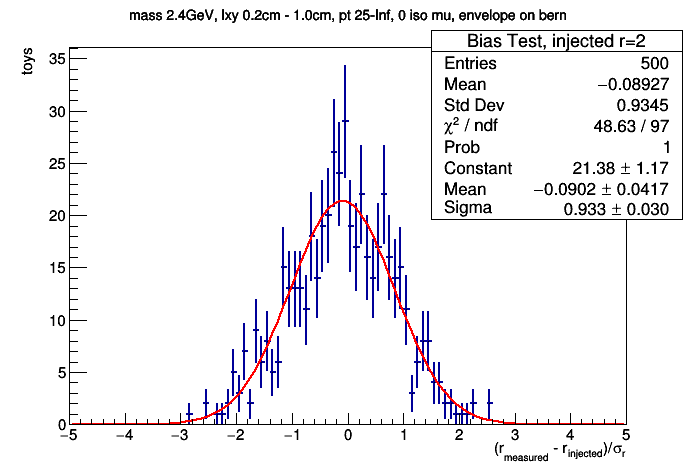 mass 2.4GeV, lxy 0.2cm - 1.0cm, pt 25-Inf, 0 iso mu, envelope on bern
Bias Test, injected r=2
Entries 500
Mean −0.08927
Std Dev 0.9345
χ² / ndf 48.63 / 97
Prob 1
Constant 21.38 ± 1.17
Mean −0.0902 ± 0.0417
Sigma 0.933 ± 0.030
toys
35
30
25
20
15
10
5
0
−5 −4 −3 −2 −1 0 1 2 3 4 5
(r_measured - r_injected)/σ_r